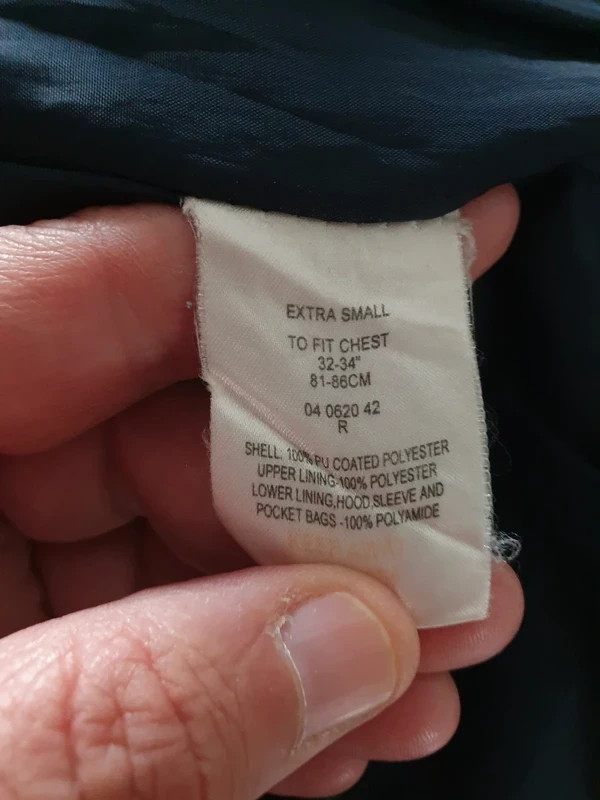 EXTRA SMALL
TO FIT CHEST
32-34"
81-86CM
04 0620 42
R
SHELL: 100% PU COATED POLYESTER
UPPER LINING-100% POLYESTER
LOWER LINING,HOOD,SLEEVE AND
POCKET BAGS -100% POLYAMIDE